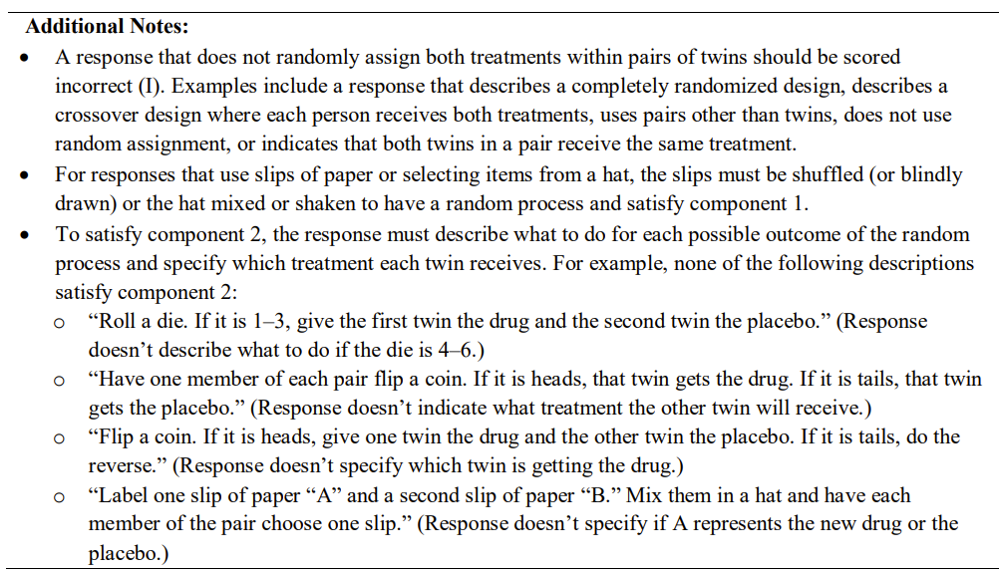 Additional Notes:
• A response that does not randomly assign both treatments within pairs of twins should be scored
incorrect (I). Examples include a response that describes a completely randomized design, describes a
crossover design where each person receives both treatments, uses pairs other than twins, does not use
random assignment, or indicates that both twins in a pair receive the same treatment.
• For responses that use slips of paper or selecting items from a hat, the slips must be shuffled (or blindly
drawn) or the hat mixed or shaken to have a random process and satisfy component 1.
• To satisfy component 2, the response must describe what to do for each possible outcome of the random
process and specify which treatment each twin receives. For example, none of the following descriptions
satisfy component 2:
o “Roll a die. If it is 1–3, give the first twin the drug and the second twin the placebo.” (Response
doesn’t describe what to do if the die is 4–6.)
o “Have one member of each pair flip a coin. If it is heads, that twin gets the drug. If it is tails, that twin
gets the placebo.” (Response doesn’t indicate what treatment the other twin will receive.)
o “Flip a coin. If it is heads, give one twin the drug and the other twin the placebo. If it is tails, do the
reverse.” (Response doesn’t specify which twin is getting the drug.)
o “Label one slip of paper “A” and a second slip of paper “B.” Mix them in a hat and have each
member of the pair choose one slip.” (Response doesn’t specify if A represents the new drug or the
placebo.)